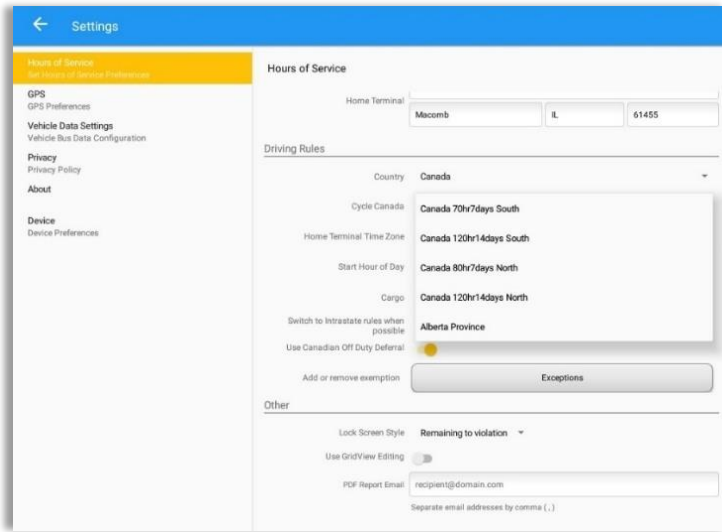 Settings
Hours of Service
Set Hours of Service Preferences
GPS
GPS Preferences
Vehicle Data Settings
Vehicle Bus Data Configuration
Privacy
Privacy Policy
About
Device
Device Preferences
Hours of Service
Home Terminal
Macomb IL 61455
Driving Rules
Country Canada
Cycle Canada Canada 70hr7days South
Home Terminal Time Zone Canada 120hr14days South
Start Hour of Day Canada 80hr7days North
Cargo Canada 120hr14days North
Switch to Intrastate rules when
possible
Alberta Province
Use Canadian Off Duty Deferral
Add or remove exemption Exceptions
Other
Lock Screen Style Remaining to violation
Use GridView Editing
PDF Report Email recipient@domain.com
Separate email addresses by comma ( , )